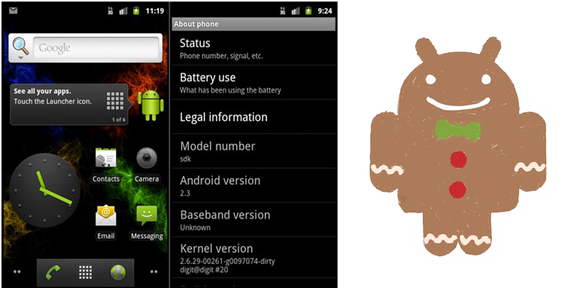 11:19
Google
See all your apps.
Touch the Launcher icon.
1 of 6
Contacts
Camera
Email
Messaging
9:24
About phone
Status
Phone number, signal, etc.
Battery use
What has been using the battery
Legal information
Model number
sdk
Android version
2.3
Baseband version
Unknown
Kernel version
2.6.29-00261-g0097074-dirty
digit@digit #20